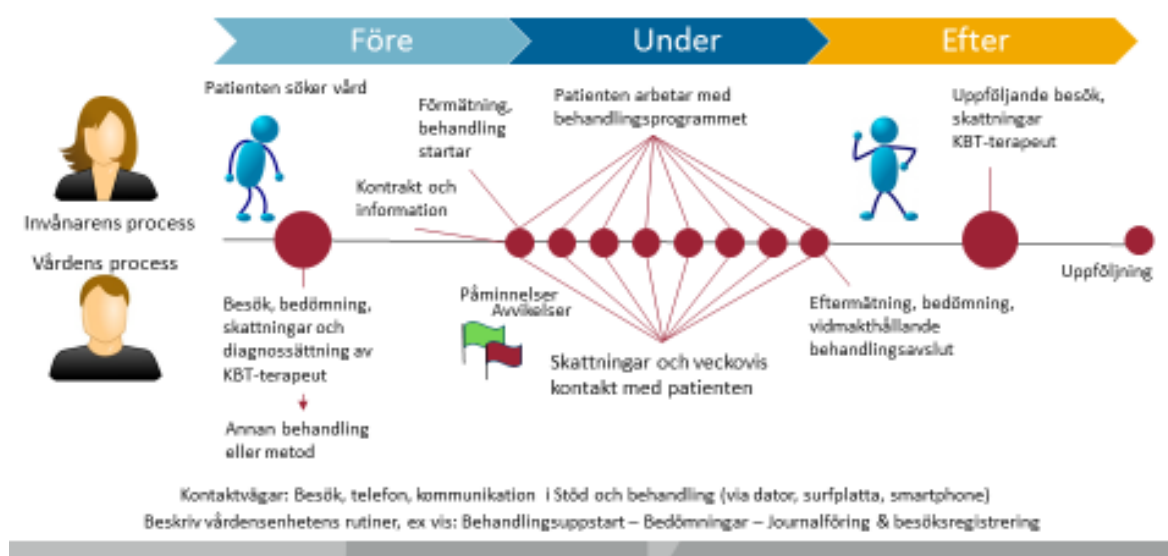 Före
Under
Efter
Patienten söker vård
Förmätning,
behandling
startar
Patienten arbetar med
behandlingsprogrammet
Uppföljande besök,
skattningar
KBT-terapeut
Kontrakt och
information
Invånarens process
Vårdens process
Uppföljning
Besök, bedömning,
skattningar och
diagnossättning av
KBT-terapeut
Påminnelser
Avvikelser
Eftermätning, bedömning,
vidmakthållande
behandlingsavslut
Skattningar och veckovis
kontakt med patienten
Annan behandling
eller metod
Kontaktvägar: Besök, telefon, kommunikation i Stöd och behandling (via dator, surfplatta, smartphone)
Beskriv vårdensenhetens rutiner, ex vis: Behandlingsuppstart – Bedömningar – Journalföring & besöksregistrering